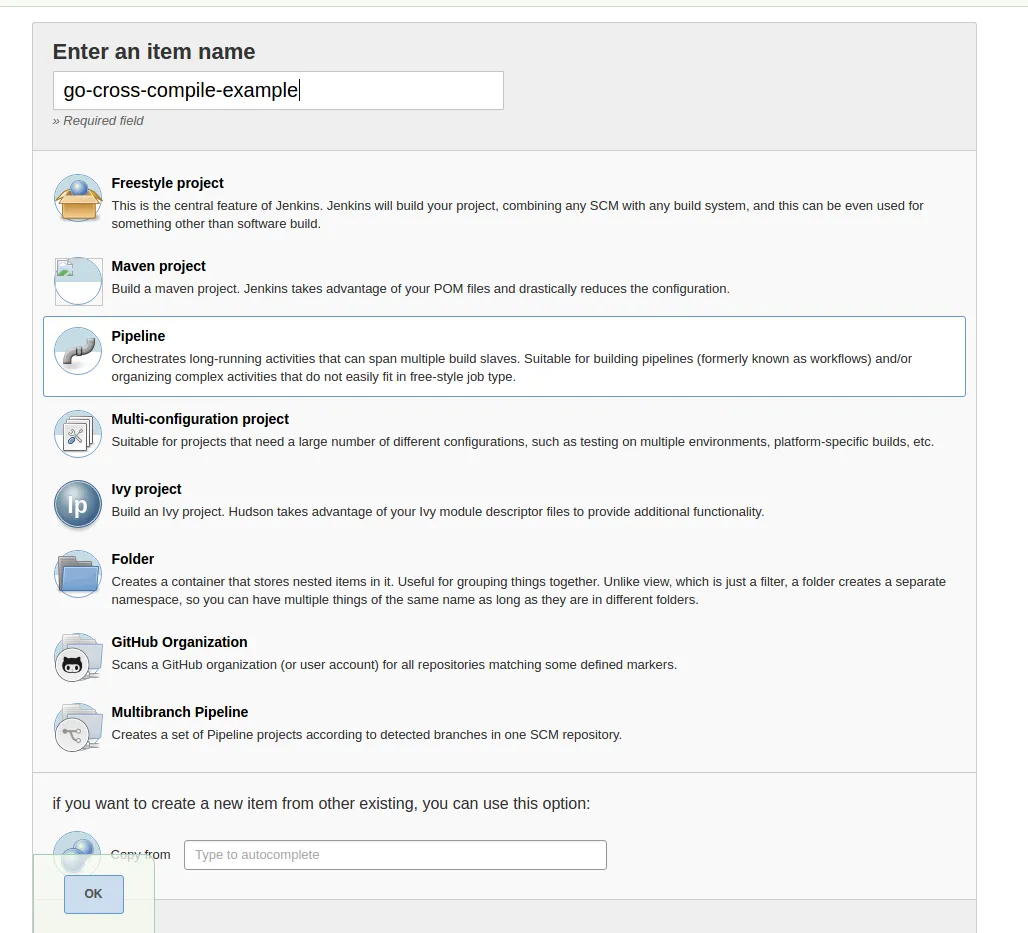 Enter an item name
go-cross-compile-example
» Required field
Freestyle project
This is the central feature of Jenkins. Jenkins will build your project, combining any SCM with any build system, and this can be even used for
something other than software build.
Maven project
Build a maven project. Jenkins takes advantage of your POM files and drastically reduces the configuration.
Pipeline
Orchestrates long-running activities that can span multiple build slaves. Suitable for building pipelines (formerly known as workflows) and/or
organizing complex activities that do not easily fit in free-style job type.
Multi-configuration project
Suitable for projects that need a large number of different configurations, such as testing on multiple environments, platform-specific builds, etc.
Ip
Ivy project
Build an Ivy project. Hudson takes advantage of your Ivy module descriptor files to provide additional functionality.
Folder
Creates a container that stores nested items in it. Useful for grouping things together. Unlike view, which is just a filter, a folder creates a separate
namespace, so you can have multiple things of the same name as long as they are in different folders.
GitHub Organization
Scans a GitHub organization (or user account) for all repositories matching some defined markers.
Multibranch Pipeline
Creates a set of Pipeline projects according to detected branches in one SCM repository.
if you want to create a new item from other existing, you can use this option:
Copy from
Type to autocomplete
OK